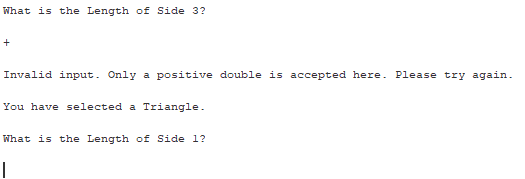 What is the Length of Side 3?
+
Invalid input. Only a positive double is accepted here. Please try again.
You have selected a Triangle.
What is the Length of Side 1?